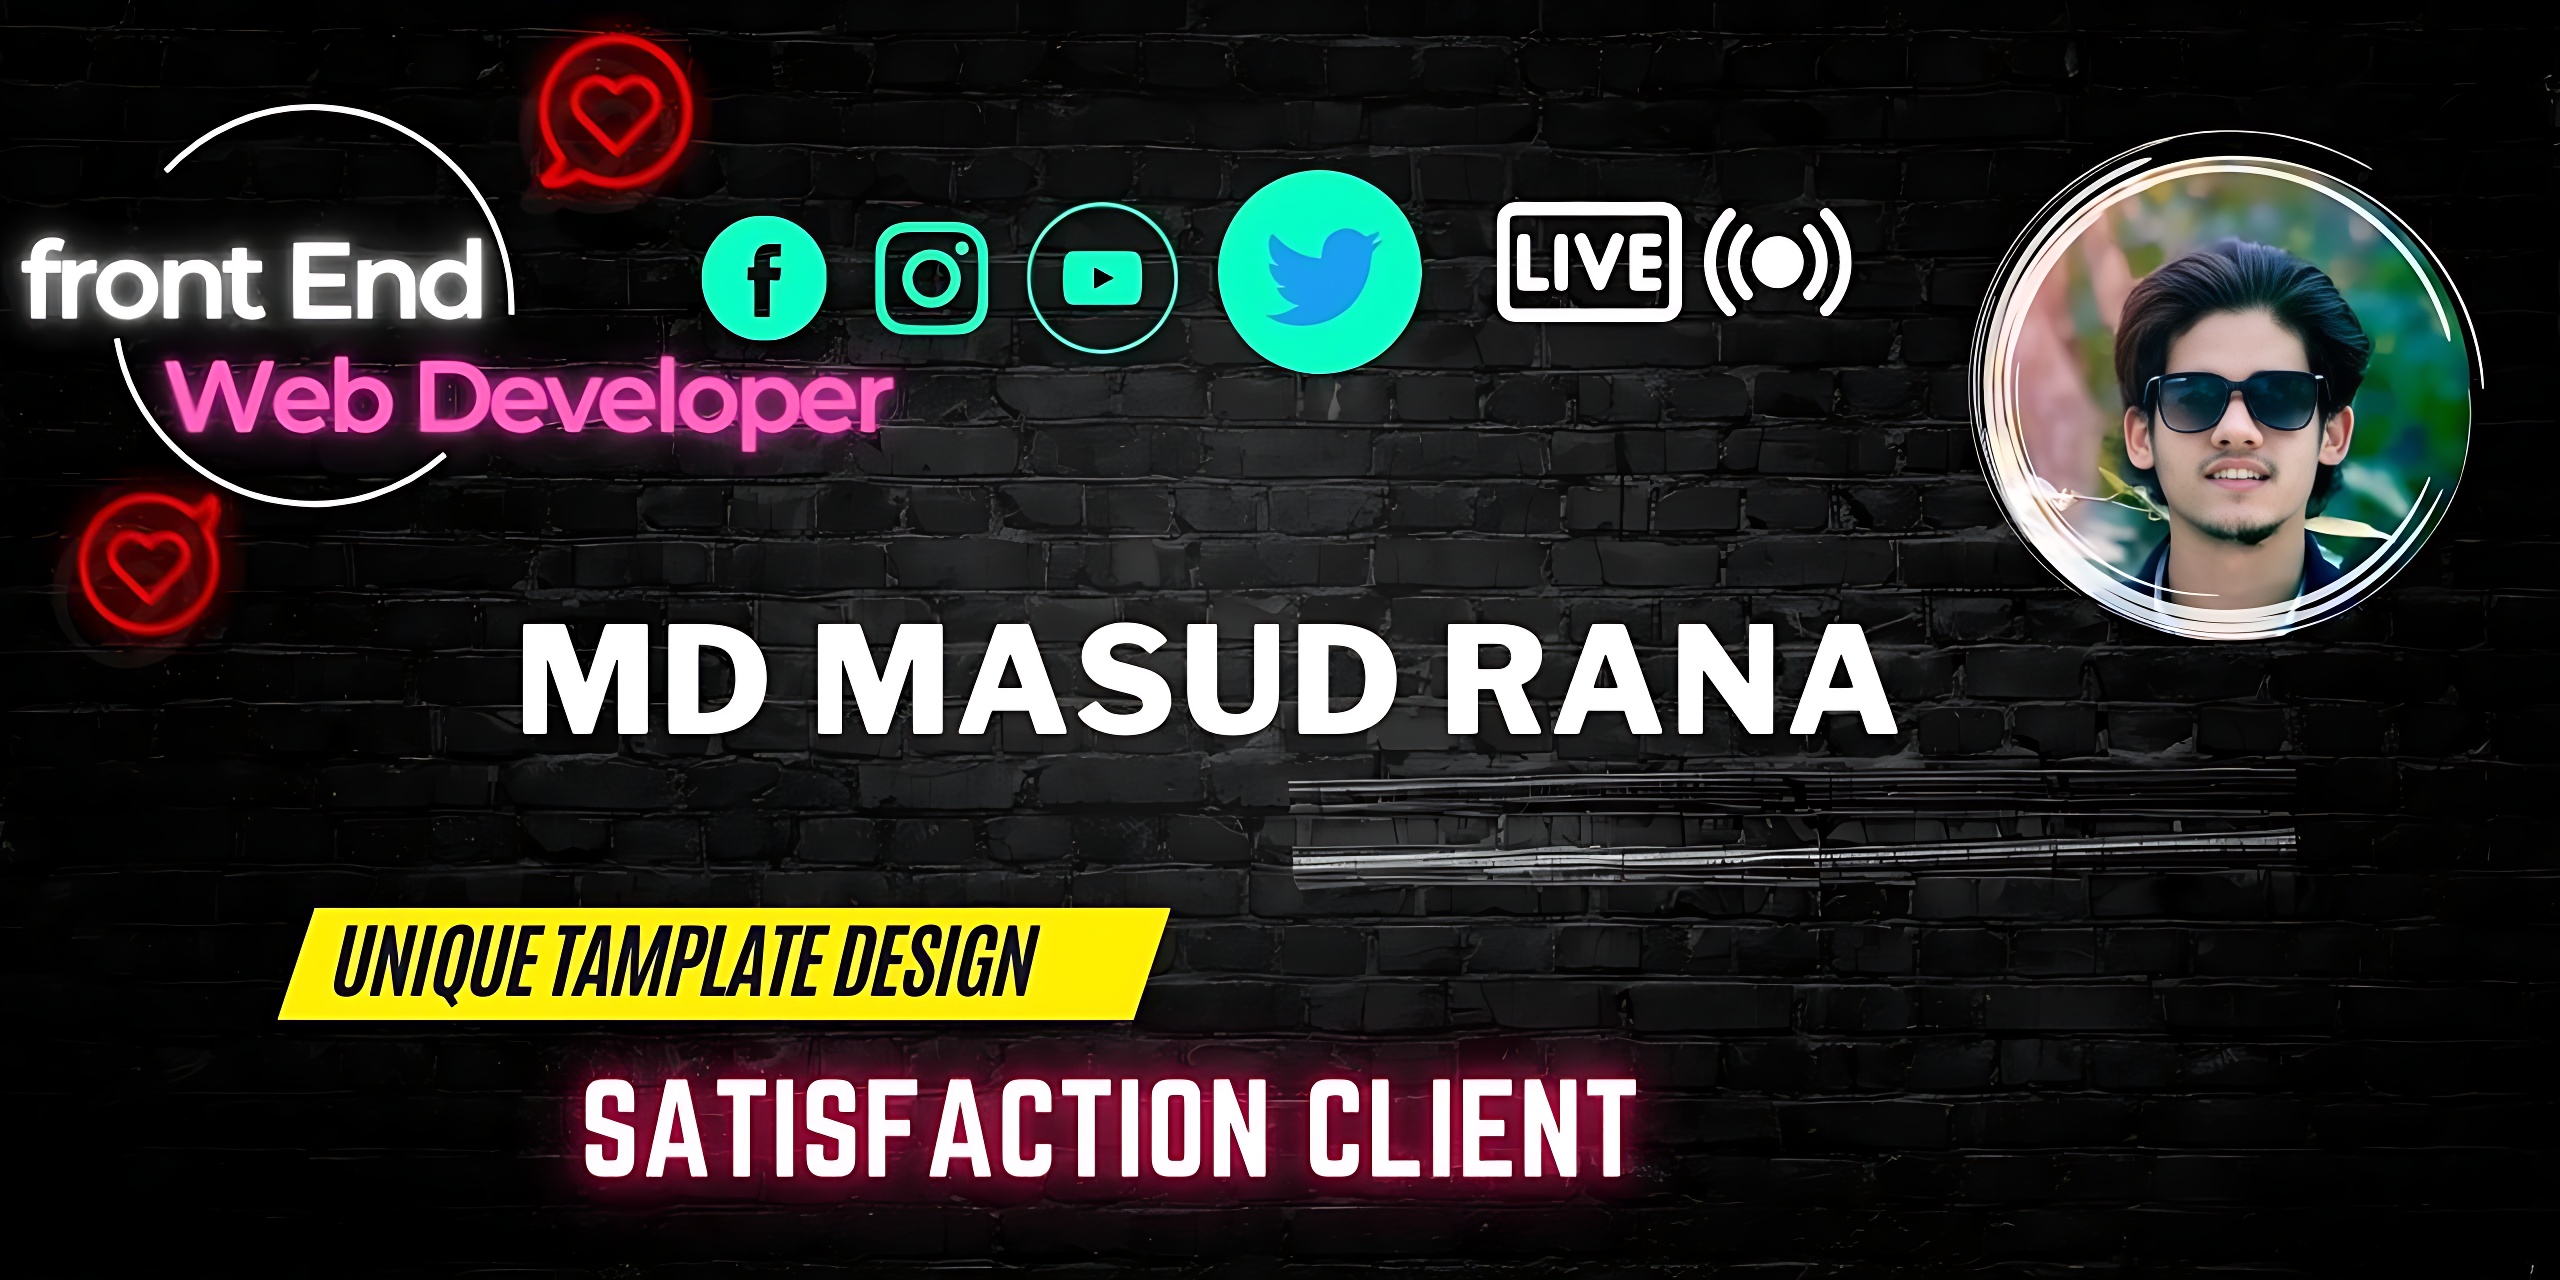 front End
Web Developer
f
LIVE
MD MASUD RANA
UNIQUE TAMPLATE DESIGN
SATISFACTION CLIENT